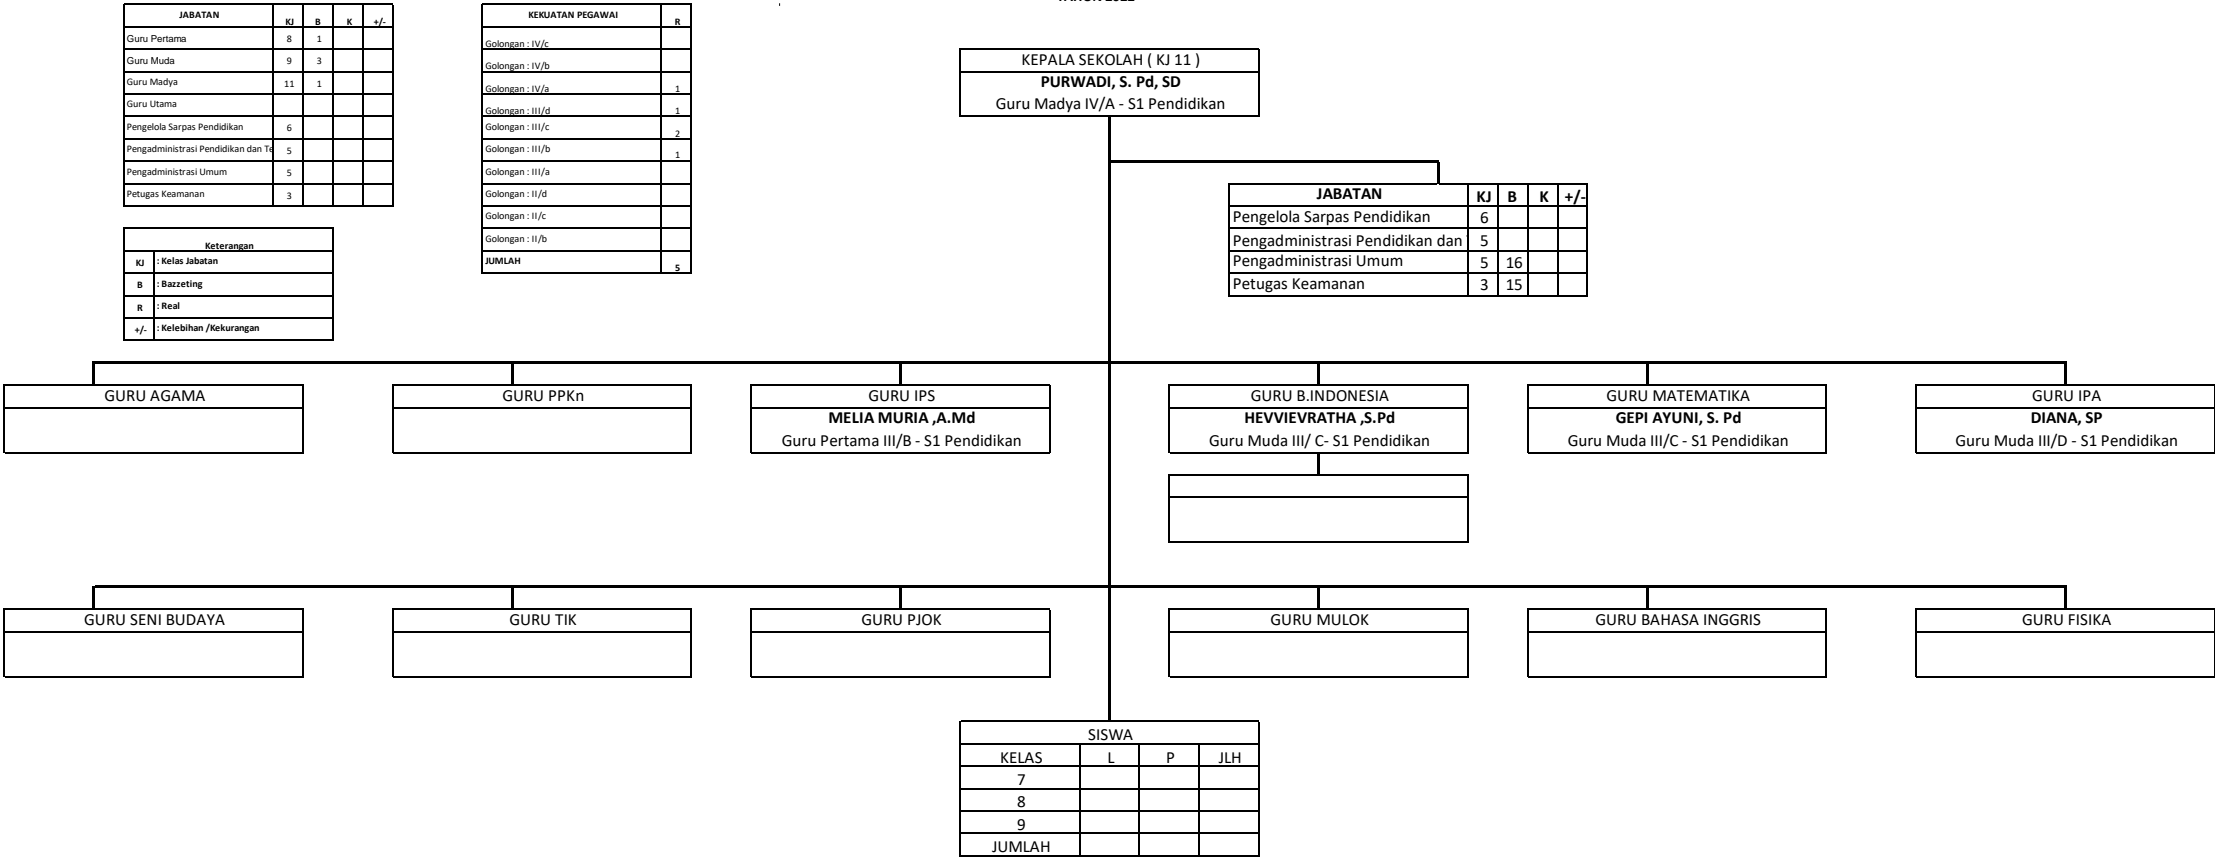 JABATAN KJ B K +/-
Guru Pertama 8 1
Guru Muda 9 3
Guru Madya 11 1
Guru Utama
Pengelola Sarpas Pendidikan 6
Pengadministrasi Pendidikan dan Te 5
Pengadministrasi Umum 5
Petugas Keamanan 3
Keterangan
KJ : Kelas Jabatan
B : Bazzeting
R : Real
+/- : Kelebihan /Kekurangan
KEKUATAN PEGAWAI R
Golongan : IV/c
Golongan : IV/b
Golongan : IV/a 1
Golongan : III/d 1
Golongan : III/c 2
Golongan : III/b 1
Golongan : III/a
Golongan : II/d
Golongan : II/c
Golongan : II/b
JUMLAH 5
KEPALA SEKOLAH ( KJ 11 )
PURWADI, S. Pd, SD
Guru Madya IV/A - S1 Pendidikan
JABATAN KJ B K +/-
Pengelola Sarpas Pendidikan 6
Pengadministrasi Pendidikan dan 5
Pengadministrasi Umum 5 16
Petugas Keamanan 3 15
GURU AGAMA
GURU PPKn
GURU IPS
MELIA MURIA ,A.Md
Guru Pertama III/B - S1 Pendidikan
GURU B.INDONESIA
HEVVIEVRATHA ,S.Pd
Guru Muda III/ C- S1 Pendidikan
GURU MATEMATIKA
GEPI AYUNI, S. Pd
Guru Muda III/C - S1 Pendidikan
GURU IPA
DIANA, SP
Guru Muda III/D - S1 Pendidikan
GURU SENI BUDAYA
GURU TIK
GURU PJOK
GURU MULOK
GURU BAHASA INGGRIS
GURU FISIKA
SISWA
KELAS L P JLH
7
8
9
JUMLAH